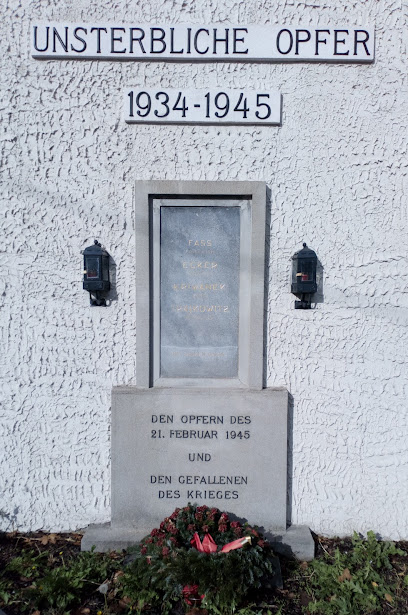 UNSTERBLICHE OPFER
1934-1945
DEN OPFERN DES
21. FEBRUAR 1945
UND
DEN GEFALLENEN
DES KRIEGES